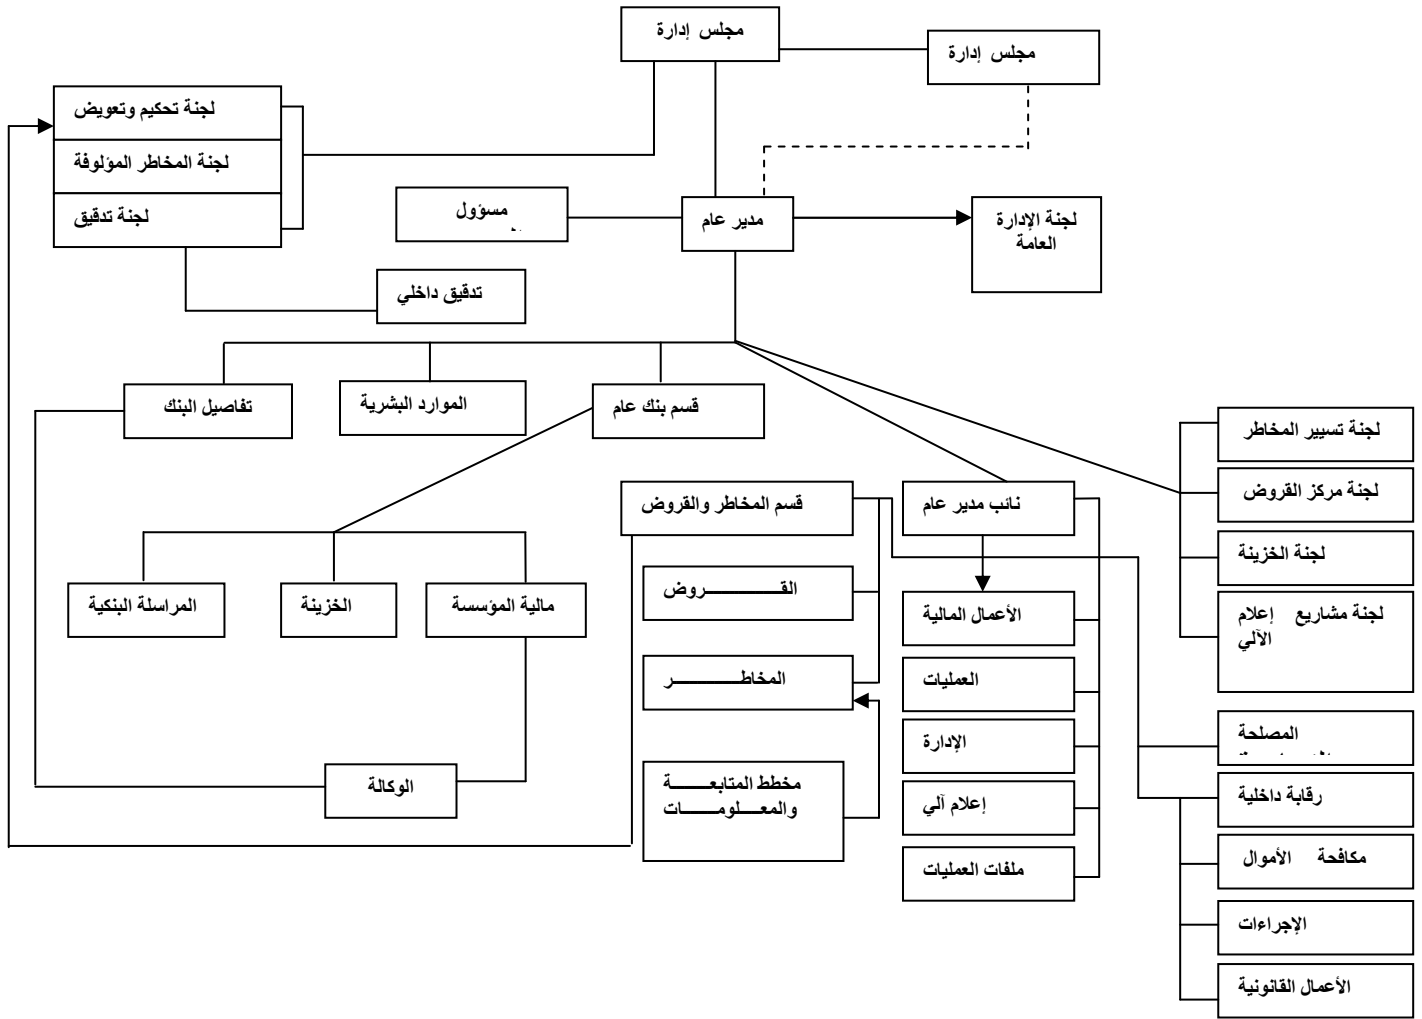 مجلس إدارة
مجلس إدارة
لجنة تحكيم وتعويض
لجنة المخاطر المؤلوفة
لجنة تدقيق
مسؤول
مدير عام
لجنة الإدارة
العامة
تدقيق داخلي
قسم بنك عام
الموارد البشرية
تفاصيل البنك
لجنة تسيير المخاطر
لجنة مركز القروض
لجنة الخزينة
لجنة مشاريع إعلام
الآلي
نائب مدير عام
قسم المخاطر والقروض
القـــــــــــــروض
المخاطـــــــــــــر
مخطط المتابعـــــــة
والمعـــلومـــــات
الأعمال المالية
العمليات
الإدارة
إعلام آلي
ملفات العمليات
مالية المؤسسة
الخزينة
المراسلة البنكية
الوكالة
المصلحة
رقابة داخلية
مكافحة الأموال
الإجراءات
الأعمال القانونية